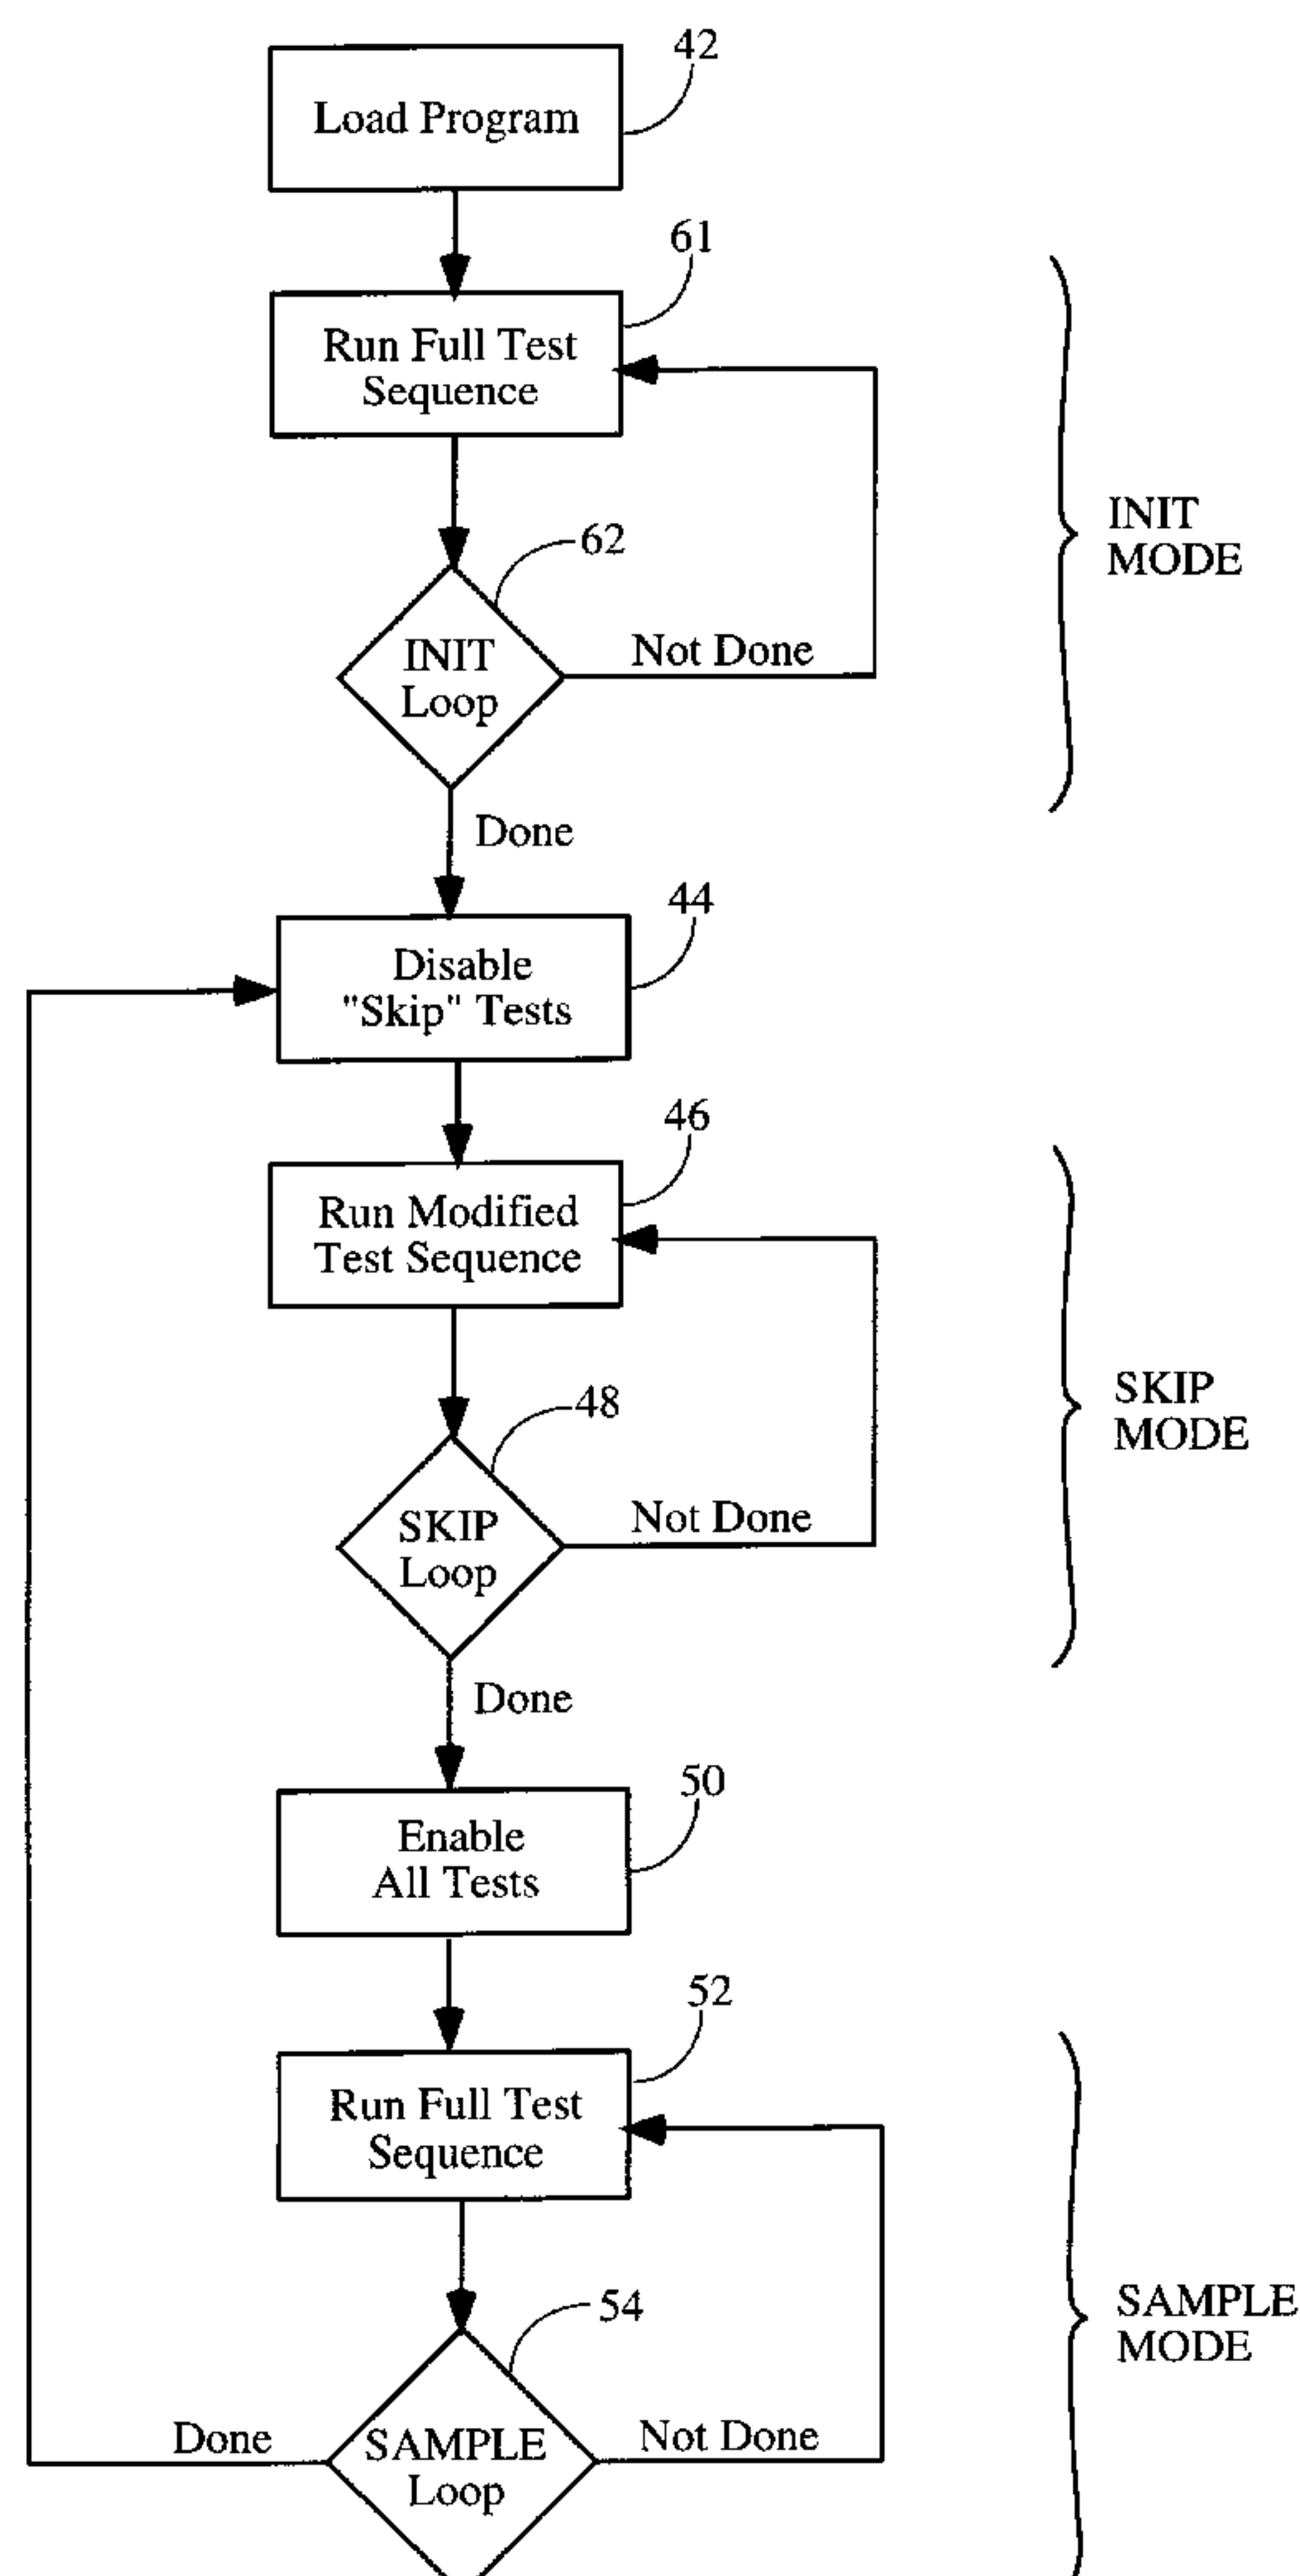 42
Load Program
61
Run Full Test
Sequence
INIT
MODE
62
INIT
Loop
Not Done
Done
44
Disable
"Skip" Tests
46
Run Modified
Test Sequence
SKIP
MODE
48
SKIP
Loop
Not Done
Done
50
Enable
All Tests
52
Run Full Test
Sequence
SAMPLE
MODE
54
SAMPLE
Loop
Done
Not Done